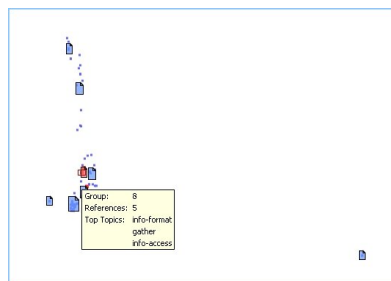 Group: 8
References: 5
Top Topics: info-format
gather
info-access